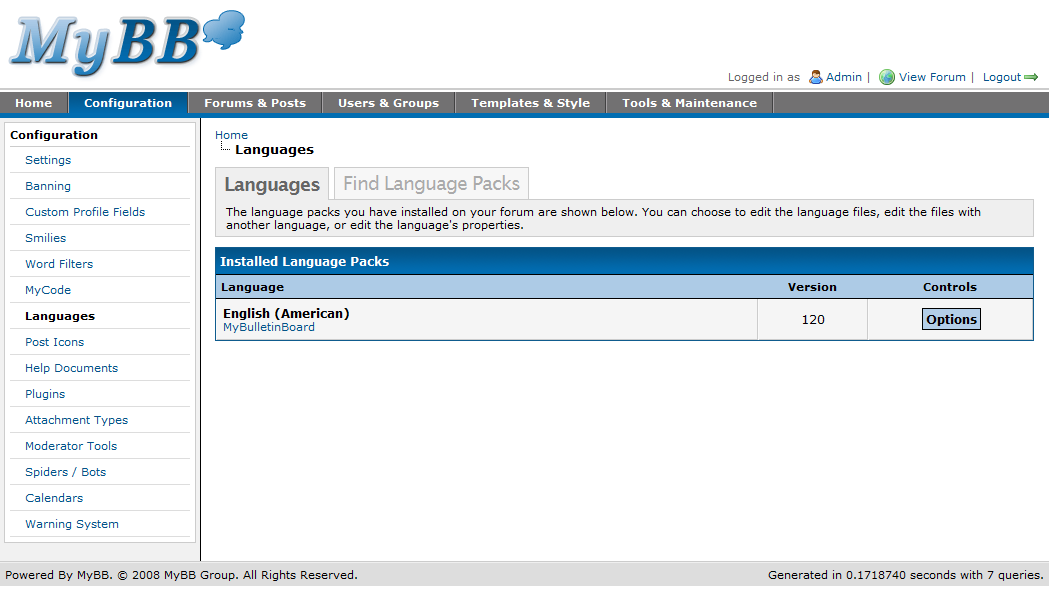 MyBB
Logged in as Admin | View Forum | Logout
Home Configuration Forums & Posts Users & Groups Templates & Style Tools & Maintenance
Configuration
Settings
Banning
Custom Profile Fields
Smilies
Word Filters
MyCode
Languages
Post Icons
Help Documents
Plugins
Attachment Types
Moderator Tools
Spiders / Bots
Calendars
Warning System
Home
Languages
Languages Find Language Packs
The language packs you have installed on your forum are shown below. You can choose to edit the language files, edit the files with
another language, or edit the language's properties.
Installed Language Packs
Language Version Controls
English (American)
MyBulletinBoard
120
Options
Powered By MyBB. © 2008 MyBB Group. All Rights Reserved.
Generated in 0.1718740 seconds with 7 queries.